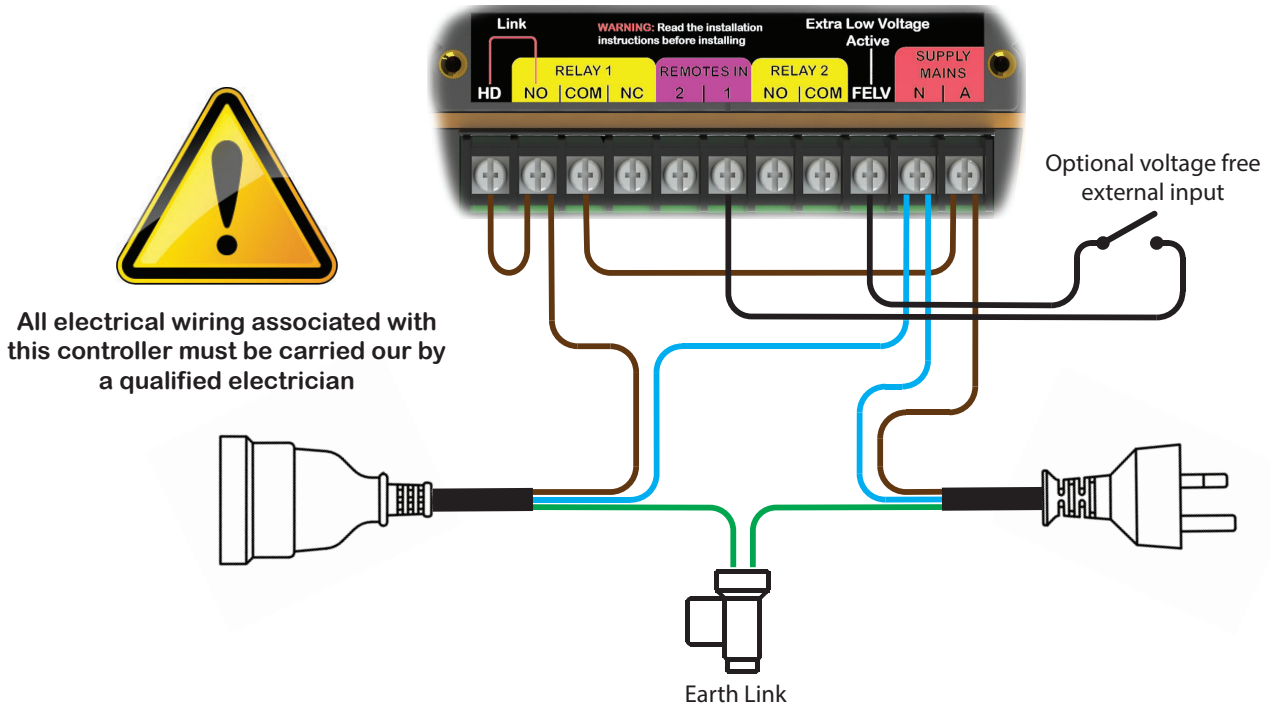 Link
WARNING: Read the installation
instructions before installing
Extra Low Voltage
Active
SUPPLY
MAINS
RELAY 1
REMOTES IN
RELAY 2
HD NO COM NC 2 1 NO COM FELV N A
Optional voltage free
external input
All electrical wiring associated with
this controller must be carried our by
a qualified electrician
Earth Link